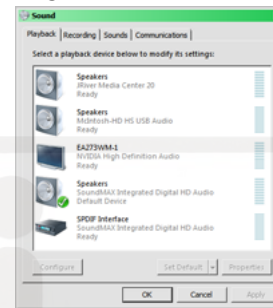 Sound
Playback
Recording
Sounds
Communications
Select a playback device below to modify its settings:
Speakers
JRiver Media Center 20
Ready
Speakers
McIntosh-HD HS USB Audio
Ready
EA273WM-1
NVIDIA High Definition Audio
Ready
Speakers
SoundMAX Integrated Digital HD Audio
Default Device
SPDIF Interface
SoundMAX Integrated Digital HD Audio
Ready
Configure
Set Default
Properties
OK
Cancel
Apply